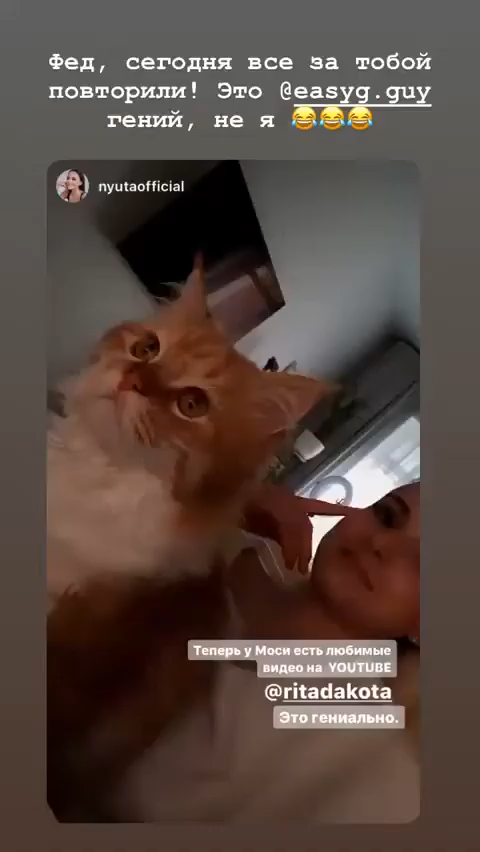 Фед, сегодня все за тобой
повторили! Это @easyg.guy
гений, не я 😂😂😂
nyutaofficial
Теперь у Моси есть любимые
видео на YOUTUBE
@ritadakota
Это гениально.